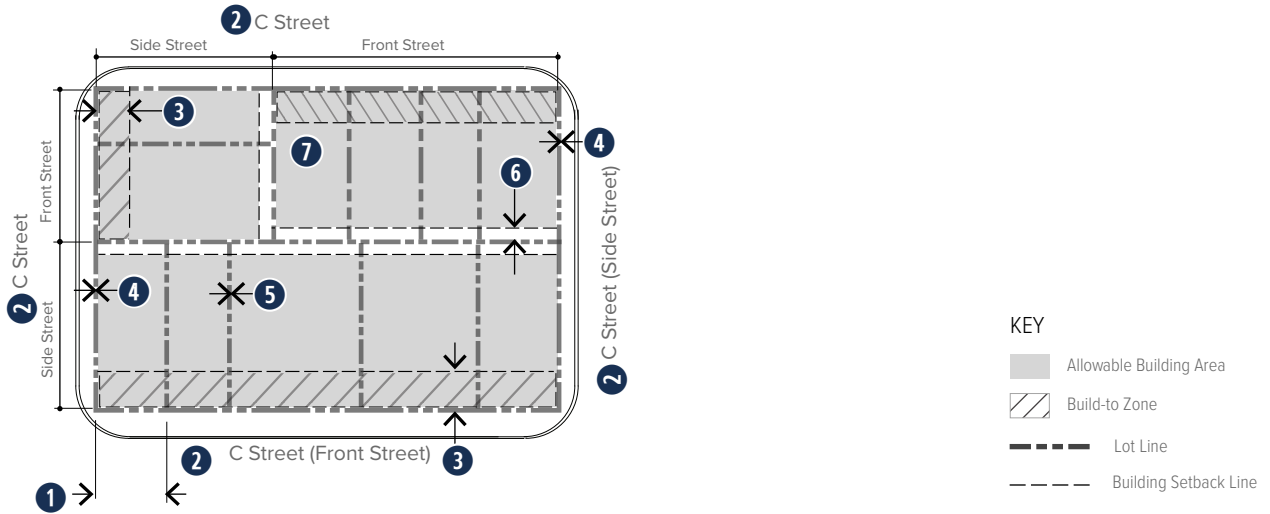 2 C Street
Side Street
Front Street
3
7
4
6
Front Street
2 C Street
Side Street
4
5
2 C Street (Side Street)
2
C Street (Front Street)
3
1
KEY
Allowable Building Area
Build-to Zone
Lot Line
Building Setback Line